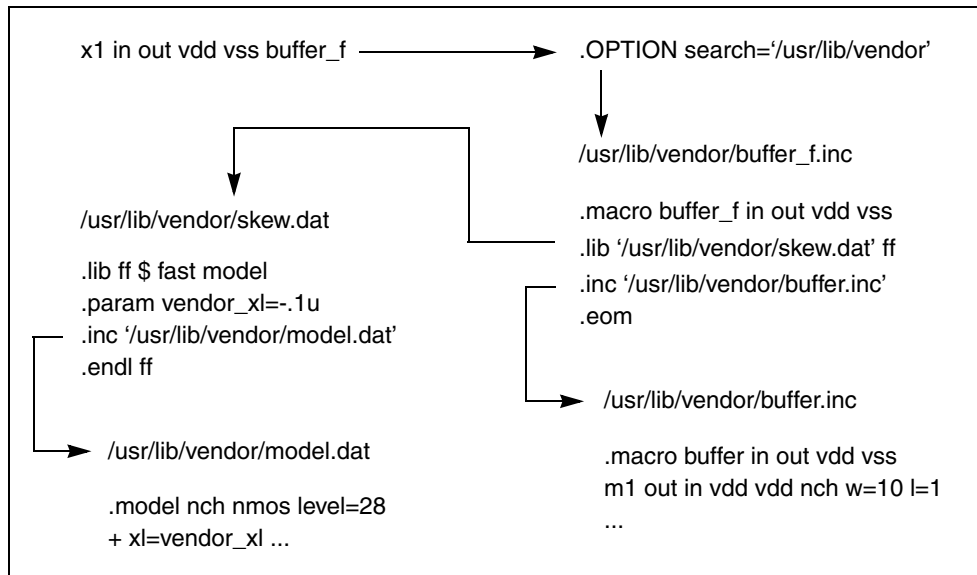 x1 in out vdd vss buffer_f
.OPTION search=‘/usr/lib/vendor’
/usr/lib/vendor/buffer_f.inc
.macro buffer_f in out vdd vss
.lib ‘/usr/lib/vendor/skew.dat’ ff
.inc ‘/usr/lib/vendor/buffer.inc’
.eom
/usr/lib/vendor/skew.dat
.lib ff $ fast model
.param vendor_xl=-.1u
.inc ‘/usr/lib/vendor/model.dat’
.endl ff
/usr/lib/vendor/model.dat
.model nch nmos level=28
+ xl=vendor_xl ...
/usr/lib/vendor/buffer.inc
.macro buffer in out vdd vss
m1 out in vdd vdd nch w=10 l=1
...